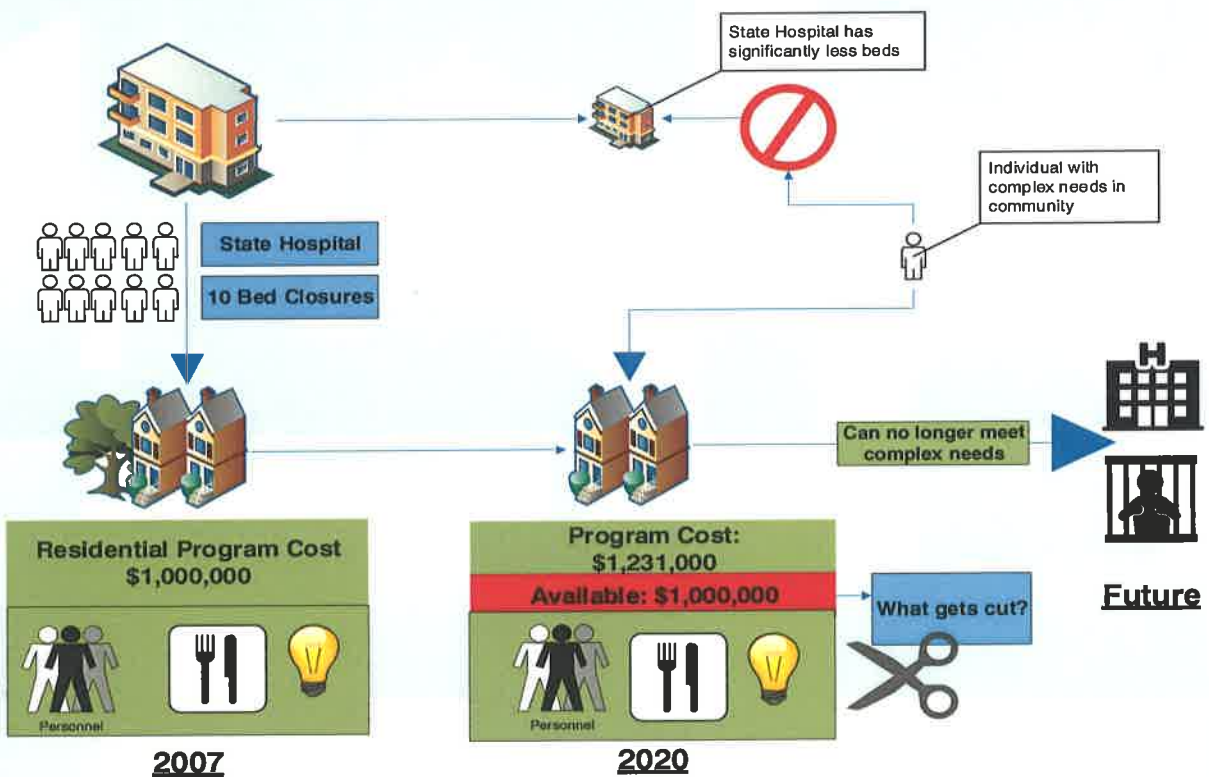 State Hospital has
significantly less beds
Individual with
complex needs in
community
State Hospital
10 Bed Closures
H
Can no longer meet
complex needs
Residential Program Cost
$1,000,000
Personnel
2007
Program Cost:
$1,231,000
Available: $1,000,000
Personnel
2020
What gets cut?
Future